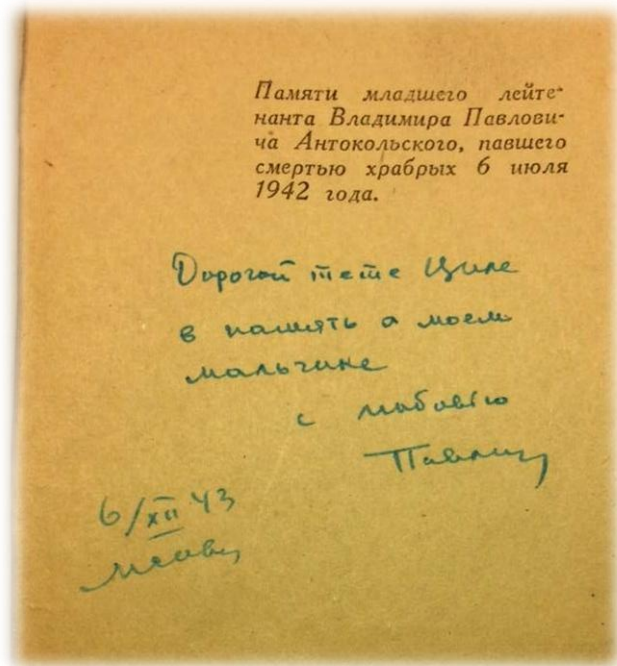 Памяти младшего лейте-
нанта Владимира Павлови-
ча Антокольского, павшего
смертью храбрых 6 июля
1942 года.
Дорогой тете Циле
в память о моем
мальчике
с любовью
6/XII 43